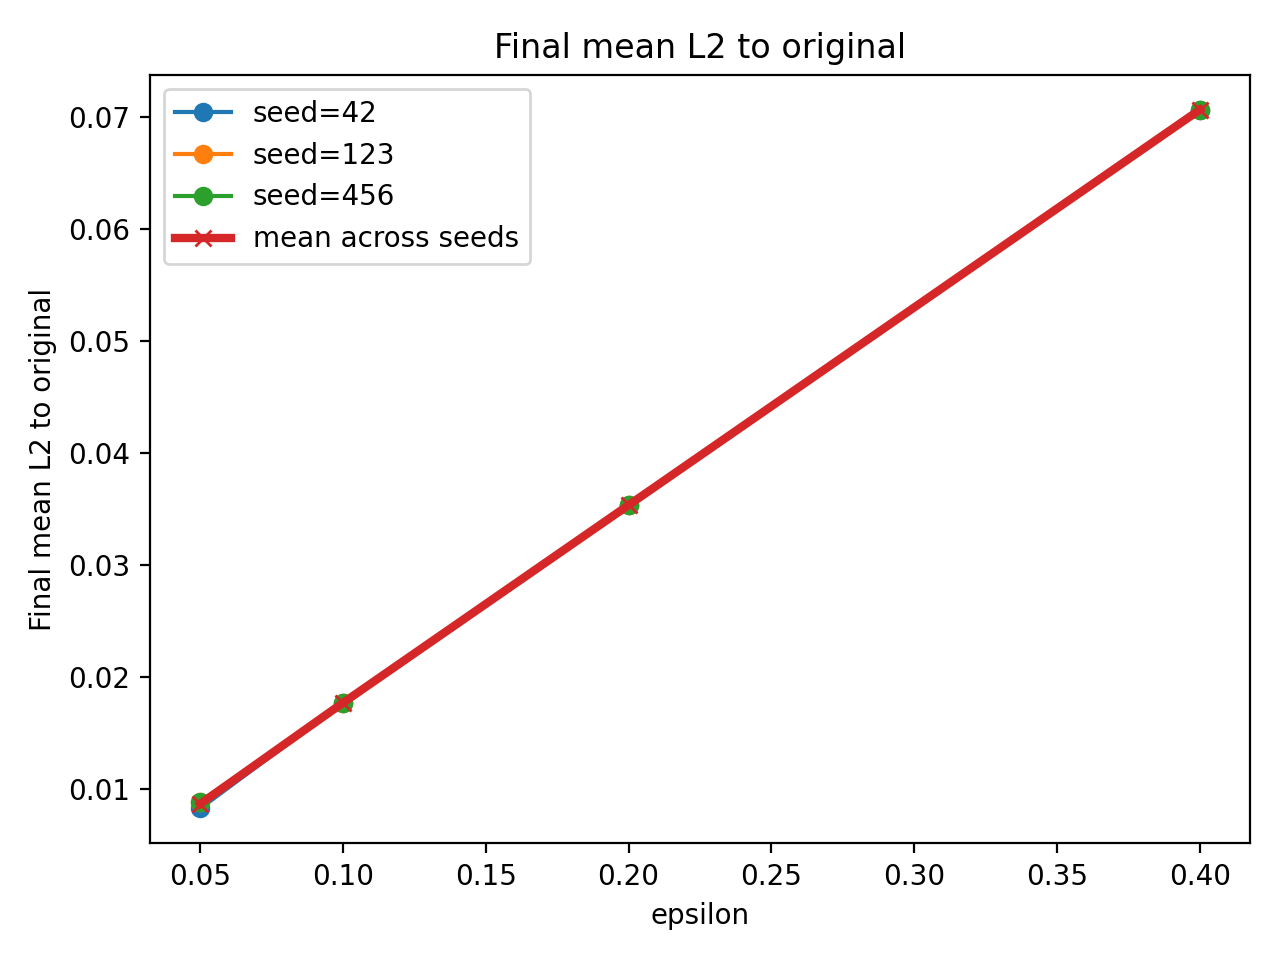 Final mean L2 to original
seed=42
seed=123
seed=456
mean across seeds
Final mean L2 to original
0.07
0.06
0.05
0.04
0.03
0.02
0.01
0.05 0.10 0.15 0.20 0.25 0.30 0.35 0.40
epsilon